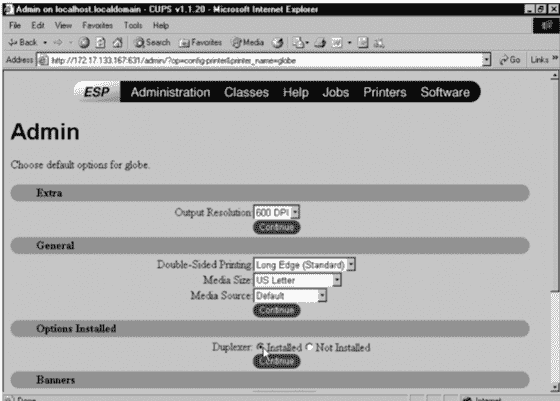 Admin on localhost.localdomain - CUPS v1.1.20 - Microsoft Internet Explorer
File Edit View Favorites Tools Help
Back Search Favorites Media
Address http://172.17.133.167:631/admin/?op=config-printer&printer_name=globe Go Links »
ESP Administration Classes Help Jobs Printers Software
Admin
Choose default options for globe.
Extra
Output Resolution: 600 DPI
Continue
General
Double-Sided Printing: Long Edge (Standard)
Media Size: US Letter
Media Source: Default
Continue
Options Installed
Duplexer: Installed Not Installed
Continue
Banners
Done Internet